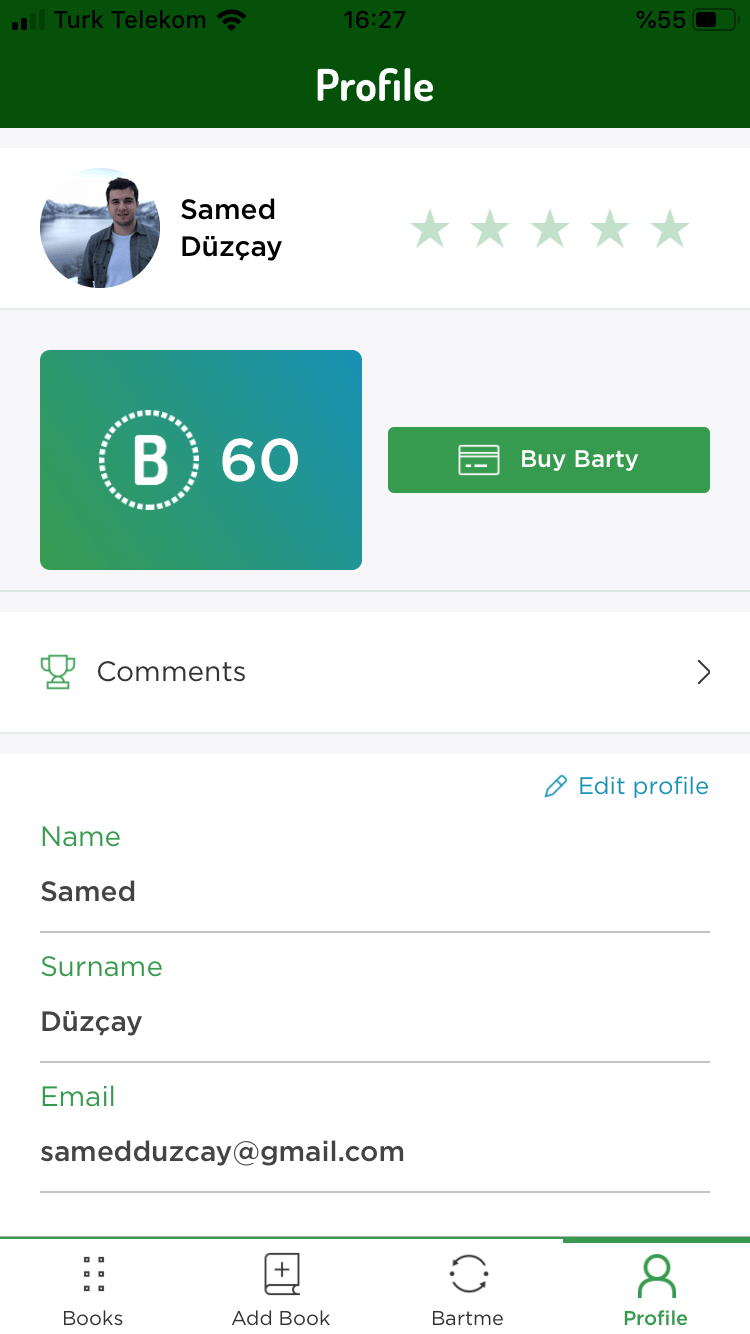 Turk Telekom 16:27 %55
Profile
Samed
Düzçay
B 60
Buy Barty
Comments
Edit profile
Name
Samed
Surname
Düzçay
Email
samedduzcay@gmail.com
Books Add Book Bartme Profile